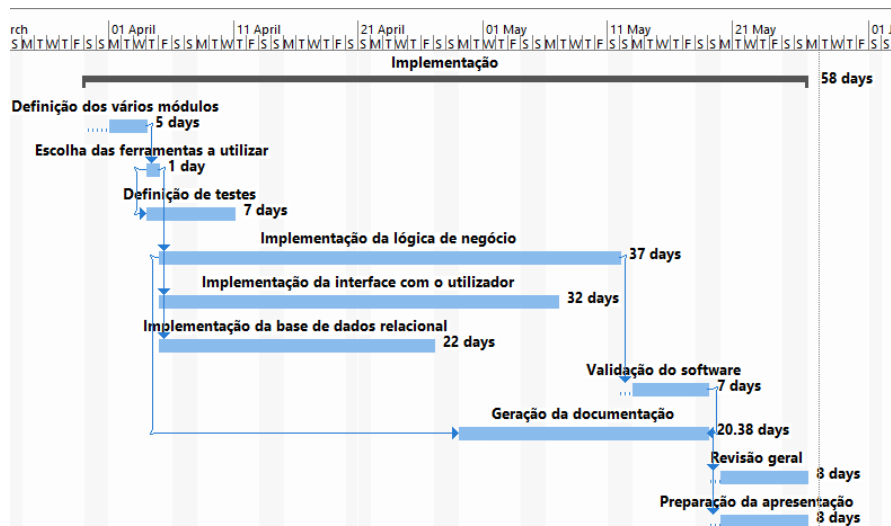 rch 01 April 11 April 21 April 01 May 11 May 21 May 01 J
S M T W T F S S M T W T F S S M T W T F S S M T W T F S S M T W T F S S M T W T F S S M T W T F S S M T W T F S S M T W T F S S M T W T F S S M T W T F S S
Implementação
58 days
Definição dos vários módulos
5 days
Escolha das ferramentas a utilizar
1 day
Definição de testes
7 days
Implementação da lógica de negócio
37 days
Implementação da interface com o utilizador
32 days
Implementação da base de dados relacional
22 days
Validação do software
7 days
Geração da documentação
20.38 days
Revisão geral
8 days
Preparação da apresentação
8 days